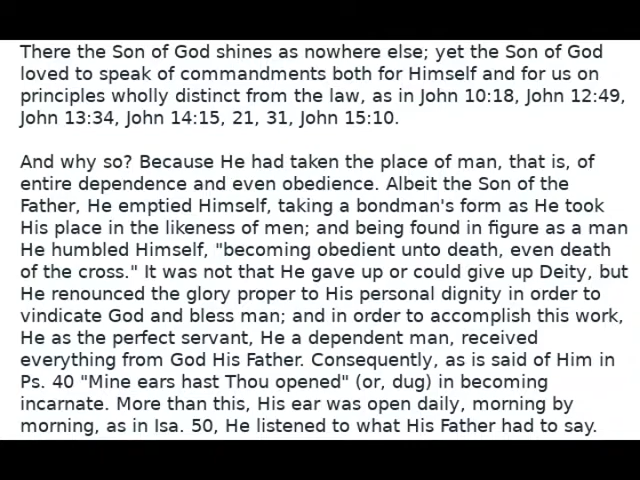 There the Son of God shines as nowhere else; yet the Son of God
loved to speak of commandments both for Himself and for us on
principles wholly distinct from the law, as in John 10:18, John 12:49,
John 13:34, John 14:15, 21, 31, John 15:10.
And why so? Because He had taken the place of man, that is, of
entire dependence and even obedience. Albeit the Son of the
Father, He emptied Himself, taking a bondman's form as He took
His place in the likeness of men; and being found in figure as a man
He humbled Himself, "becoming obedient unto death, even death
of the cross." It was not that He gave up or could give up Deity, but
He renounced the glory proper to His personal dignity in order to
vindicate God and bless man; and in order to accomplish this work,
He as the perfect servant, He a dependent man, received
everything from God His Father. Consequently, as is said of Him in
Ps. 40 "Mine ears hast Thou opened" (or, dug) in becoming
incarnate. More than this, His ear was open daily, morning by
morning, as in Isa. 50, He listened to what His Father had to say.